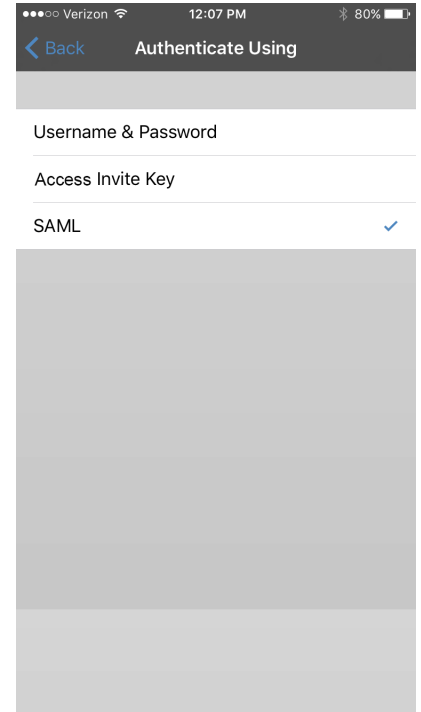 Verizon 12:07 PM 80%
Back Authenticate Using
Username & Password
Access Invite Key
SAML